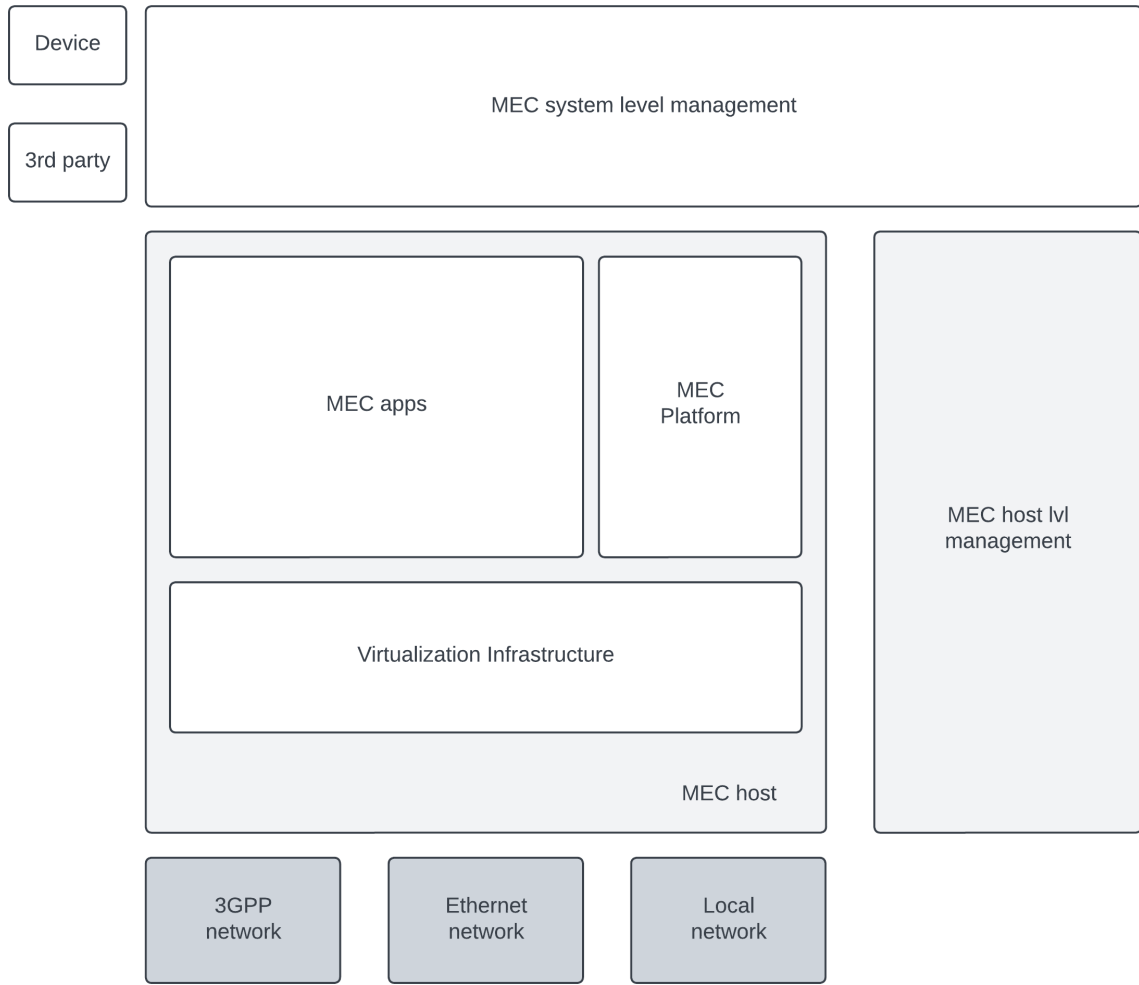 Device
MEC system level management
3rd party
MEC apps
MEC
Platform
MEC host lvl
management
Virtualization Infrastructure
MEC host
3GPP
network
Ethernet
network
Local
network